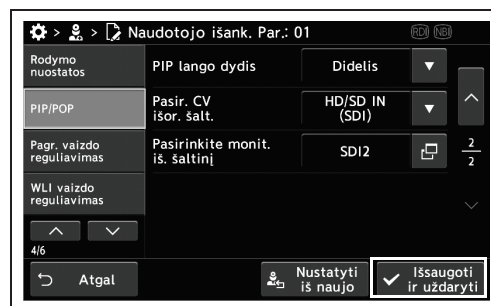 > > Naudotojo išank. Par.: 01 RDI NBI
Rodymo
nuostatos
PIP lango dydis Didelis
PIP/POP
Pasir. CV
išor. šalt.
HD/SD IN
(SDI)
Pagr. vaizdo
reguliavimas
Pasirinkite monit.
iš. šaltinį
SDI2
2
2
WLI vaizdo
reguliavimas
4/6
Atgal
Nustatyti
iš naujo
Išsaugoti
ir uždaryti